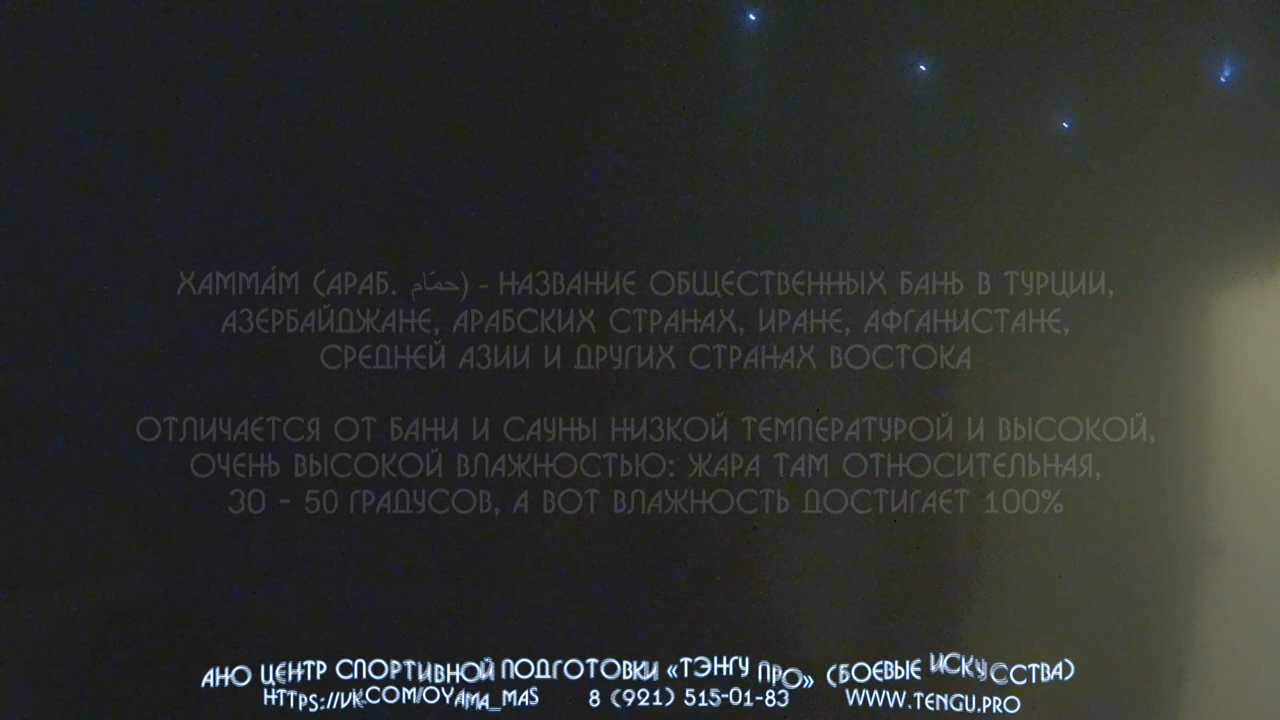 ХАММА́М (АРАБ. حمّام) - НАЗВАНИЕ ОБЩЕСТВЕННЫХ БАНЬ В ТУРЦИИ,
АЗЕРБАЙДЖАНЕ, АРАБСКИХ СТРАНАХ, ИРАНЕ, АФГАНИСТАНЕ,
СРЕДНЕЙ АЗИИ И ДРУГИХ СТРАНАХ ВОСТОКА
ОТЛИЧАЕТСЯ ОТ БАНИ И САУНЫ НИЗКОЙ ТЕМПЕРАТУРОЙ И ВЫСОКОЙ,
ОЧЕНЬ ВЫСОКОЙ ВЛАЖНОСТЬЮ: ЖАРА ТАМ ОТНОСИТЕЛЬНАЯ,
30 - 50 ГРАДУСОВ, А ВОТ ВЛАЖНОСТЬ ДОСТИГАЕТ 100%
АНО ЦЕНТР СПОРТИВНОЙ ПОДГОТОВКИ «ТЭНГУ ПРО» (БОЕВЫЕ ИСКУССТВА)
HTTPS://VK.COM/OYAMA_MAS 8 (921) 515-01-83 WWW.TENGU.PRO